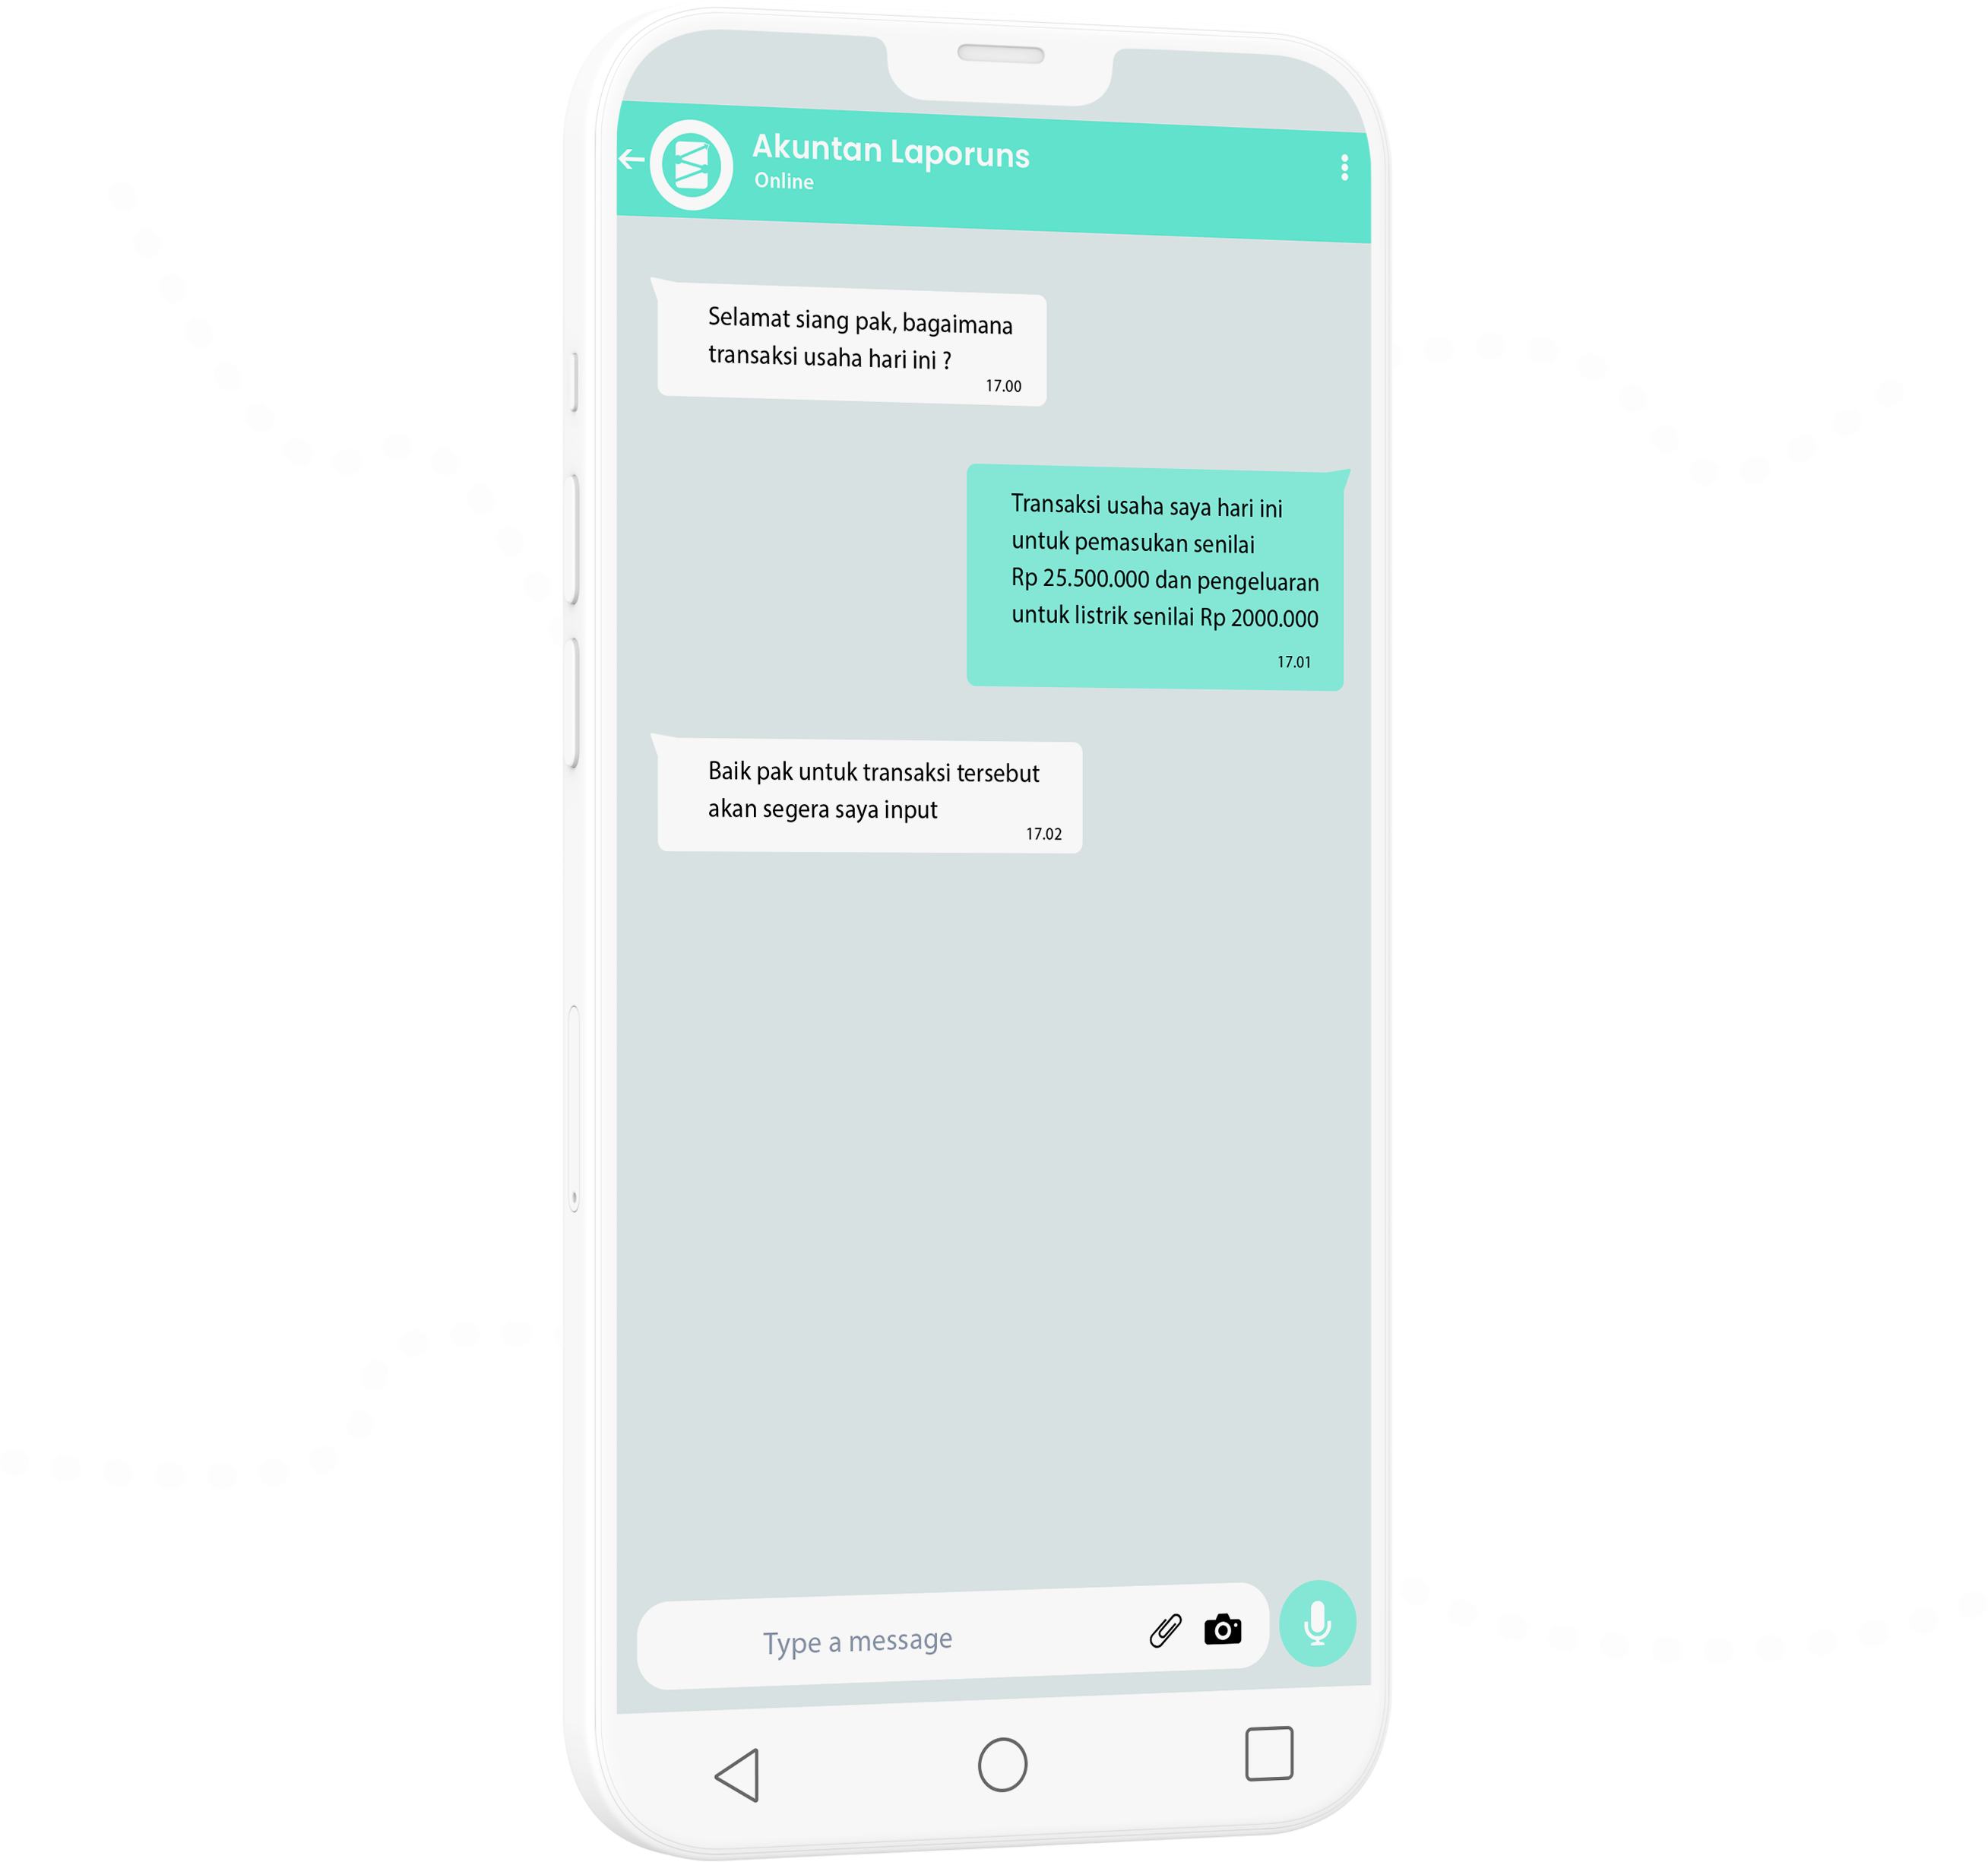 Akuntan Laporuns
Online
Selamat siang pak, bagaimana
transaksi usaha hari ini ?
17.00
Transaksi usaha saya hari ini
untuk pemasukan senilai
Rp 25.500.000 dan pengeluaran
untuk listrik senilai Rp 2000.000
17.01
Baik pak untuk transaksi tersebut
akan segera saya input
17.02
Type a message